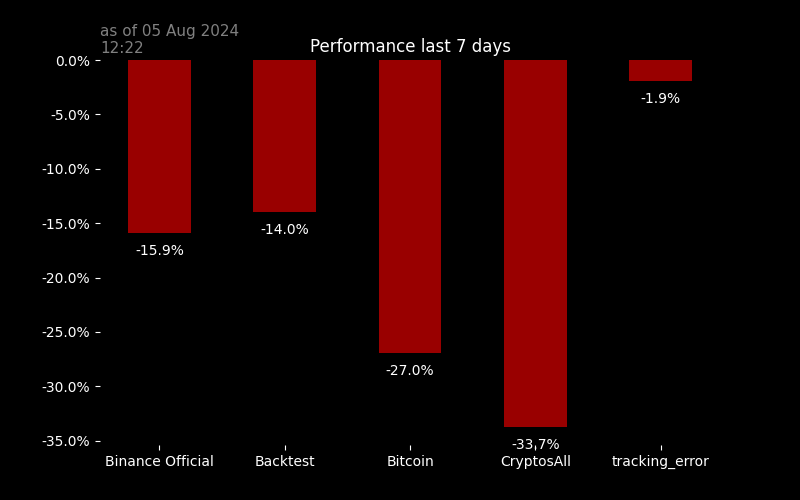 as of 05 Aug 2024
12:22
Performance last 7 days
0.0%
-5.0%
-10.0%
-15.0%
-20.0%
-25.0%
-30.0%
-35.0%
-15.9%
-14.0%
-27.0%
-33.7%
-1.9%
Binance Official
Backtest
Bitcoin
CryptosAll
tracking_error